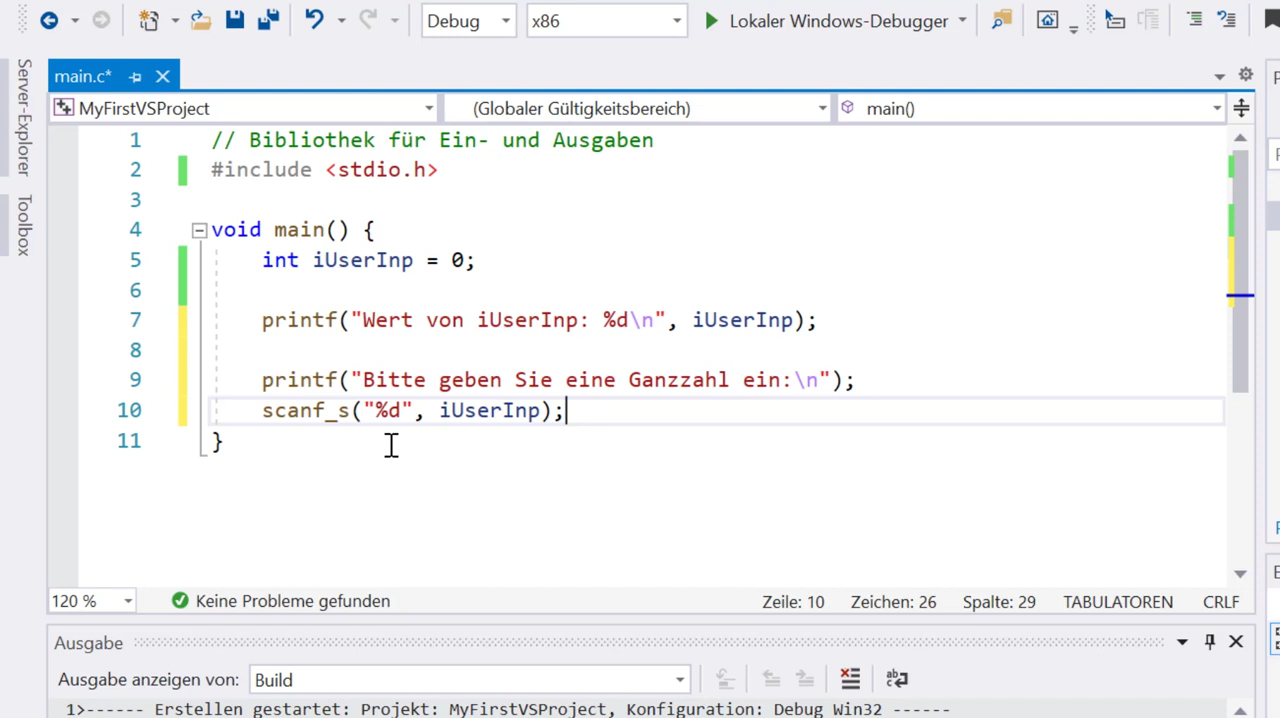 Debug x86 Lokaler Windows-Debugger
main.c*
MyFirstVSProject (Globaler Gültigkeitsbereich) main()
Server-Explorer
Toolbox
1 // Bibliothek für Ein- und Ausgaben
2 #include <stdio.h>
3
4 void main() {
5 int iUserInp = 0;
6
7 printf("Wert von iUserInp: %d\n", iUserInp);
8
9 printf("Bitte geben Sie eine Ganzzahl ein:\n");
10 scanf_s("%d", iUserInp);
11 }
120 % Keine Probleme gefunden Zeile: 10 Zeichen: 26 Spalte: 29 TABULATOREN CRLF
Ausgabe
Ausgabe anzeigen von: Build
1>------ Erstellen gestartet: Projekt: MyFirstVSProject, Konfiguration: Debug Win32 ------